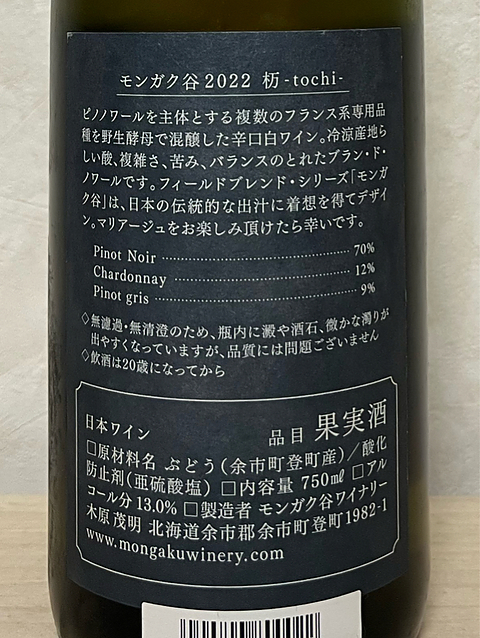 モンガク谷2022 栃 -tochi-
ピノノワールを主体とする複数のフランス系専用品
種を野生酵母で混醸した辛口白ワイン。冷涼産地ら
しい酸、複雑さ、苦み、バランスのとれたブラン・ド・
ノワールです。フィールドブレンド・シリーズ「モンガ
ク谷」は、日本の伝統的な出汁に着想を得てデザイ
ン。マリアージュをお楽しみ頂けたら幸いです。
Pinot Noir 70%
Chardonnay 12%
Pinot gris 9%
◇無濾過・無清澄のため、瓶内に澱や酒石、微かな濁りが
出やすくなっていますが、品質には問題ございません
◇飲酒は20歳になってから
日本ワイン 品目 果実酒
□原材料名 ぶどう(余市町登町産)/酸化
防止剤(亜硫酸塩) □内容量 750㎖ □アル
コール分 13.0% □製造者 モンガク谷ワイナリー
木原 茂明 北海道余市郡余市町登町1982-1
www.mongakuwinery.com